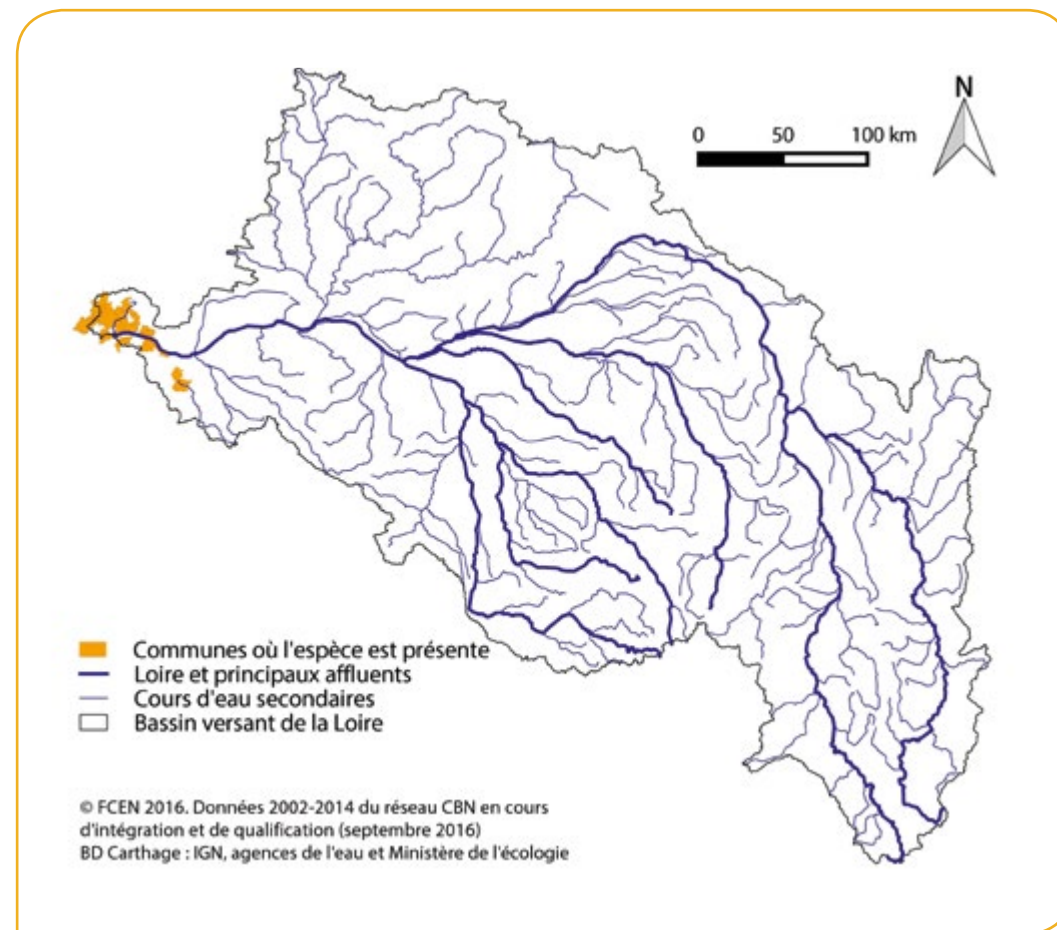 N
0 50 100 km
Communes où l'espèce est présente
Loire et principaux affluents
Cours d'eau secondaires
Bassin versant de la Loire
© FCEN 2016. Données 2002-2014 du réseau CBN en cours
d'intégration et de qualification (septembre 2016)
BD Carthage : IGN, agences de l'eau et Ministère de l'écologie